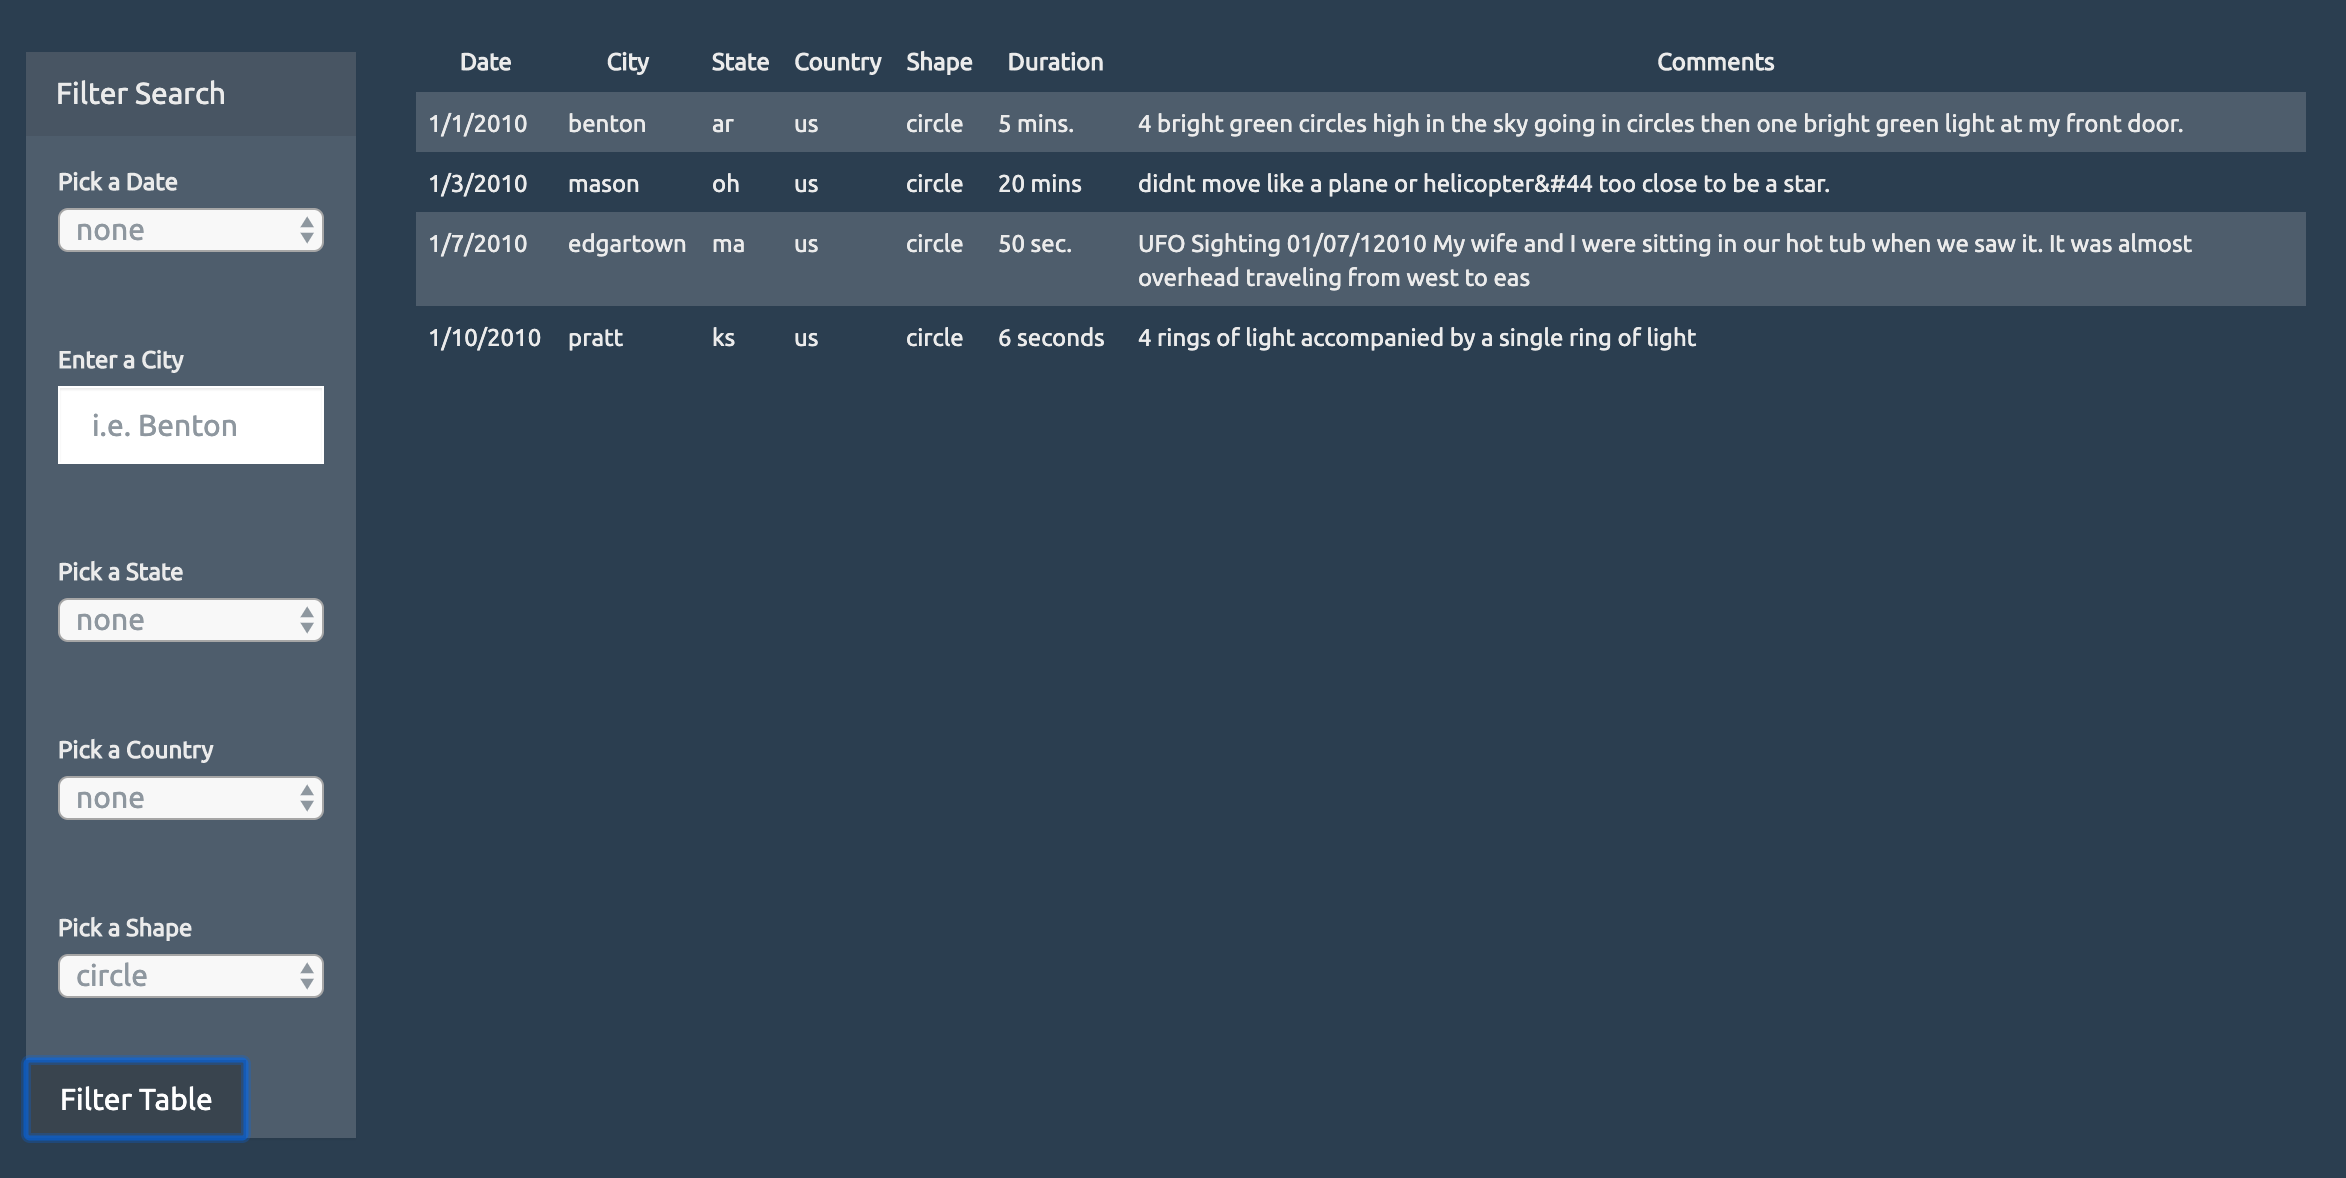 Filter Search
Pick a Date
none
Enter a City
i.e. Benton
Pick a State
none
Pick a Country
none
Pick a Shape
circle
Filter Table
Date City State Country Shape Duration Comments
1/1/2010 benton ar us circle 5 mins. 4 bright green circles high in the sky going in circles then one bright green light at my front door.
1/3/2010 mason oh us circle 20 mins didnt move like a plane or helicopter&#44 too close to be a star.
1/7/2010 edgartown ma us circle 50 sec. UFO Sighting 01/07/12010 My wife and I were sitting in our hot tub when we saw it. It was almost
overhead traveling from west to eas
1/10/2010 pratt ks us circle 6 seconds 4 rings of light accompanied by a single ring of light